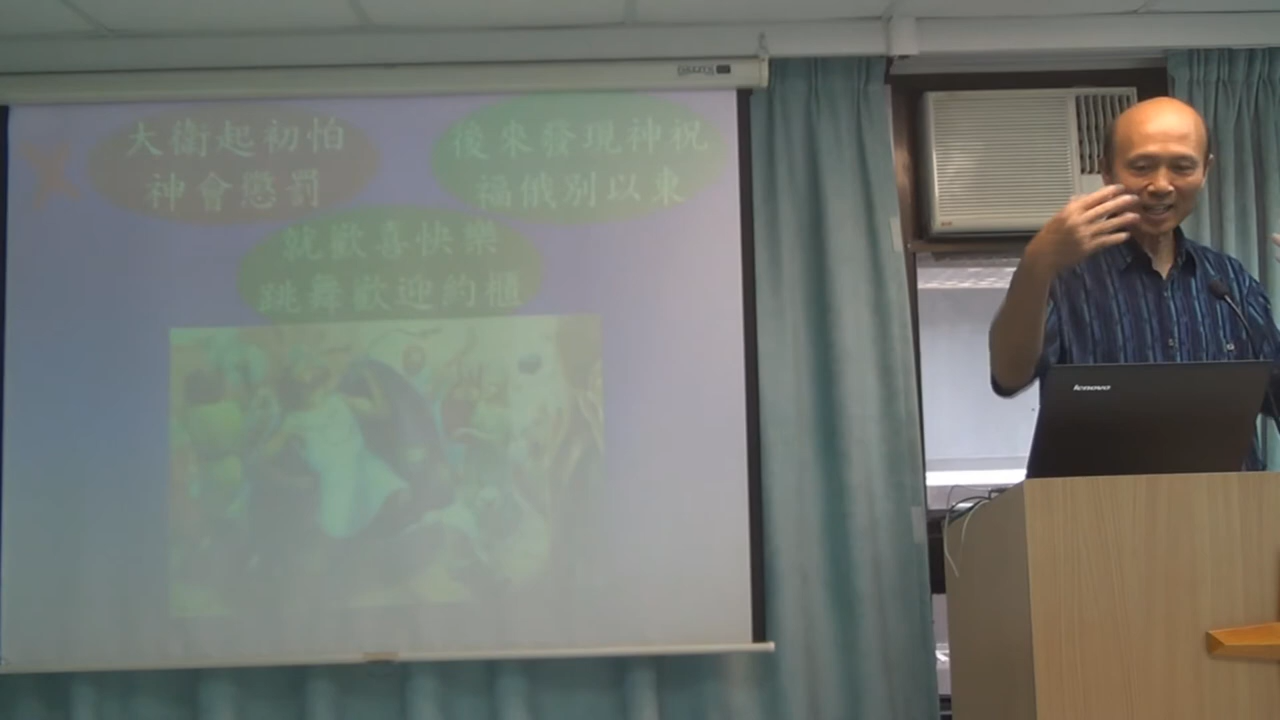 大衛起初怕
神會懲罰
後來發現神祝
福俄別以東
就歡喜快樂
跳舞歡迎約櫃
lenovo